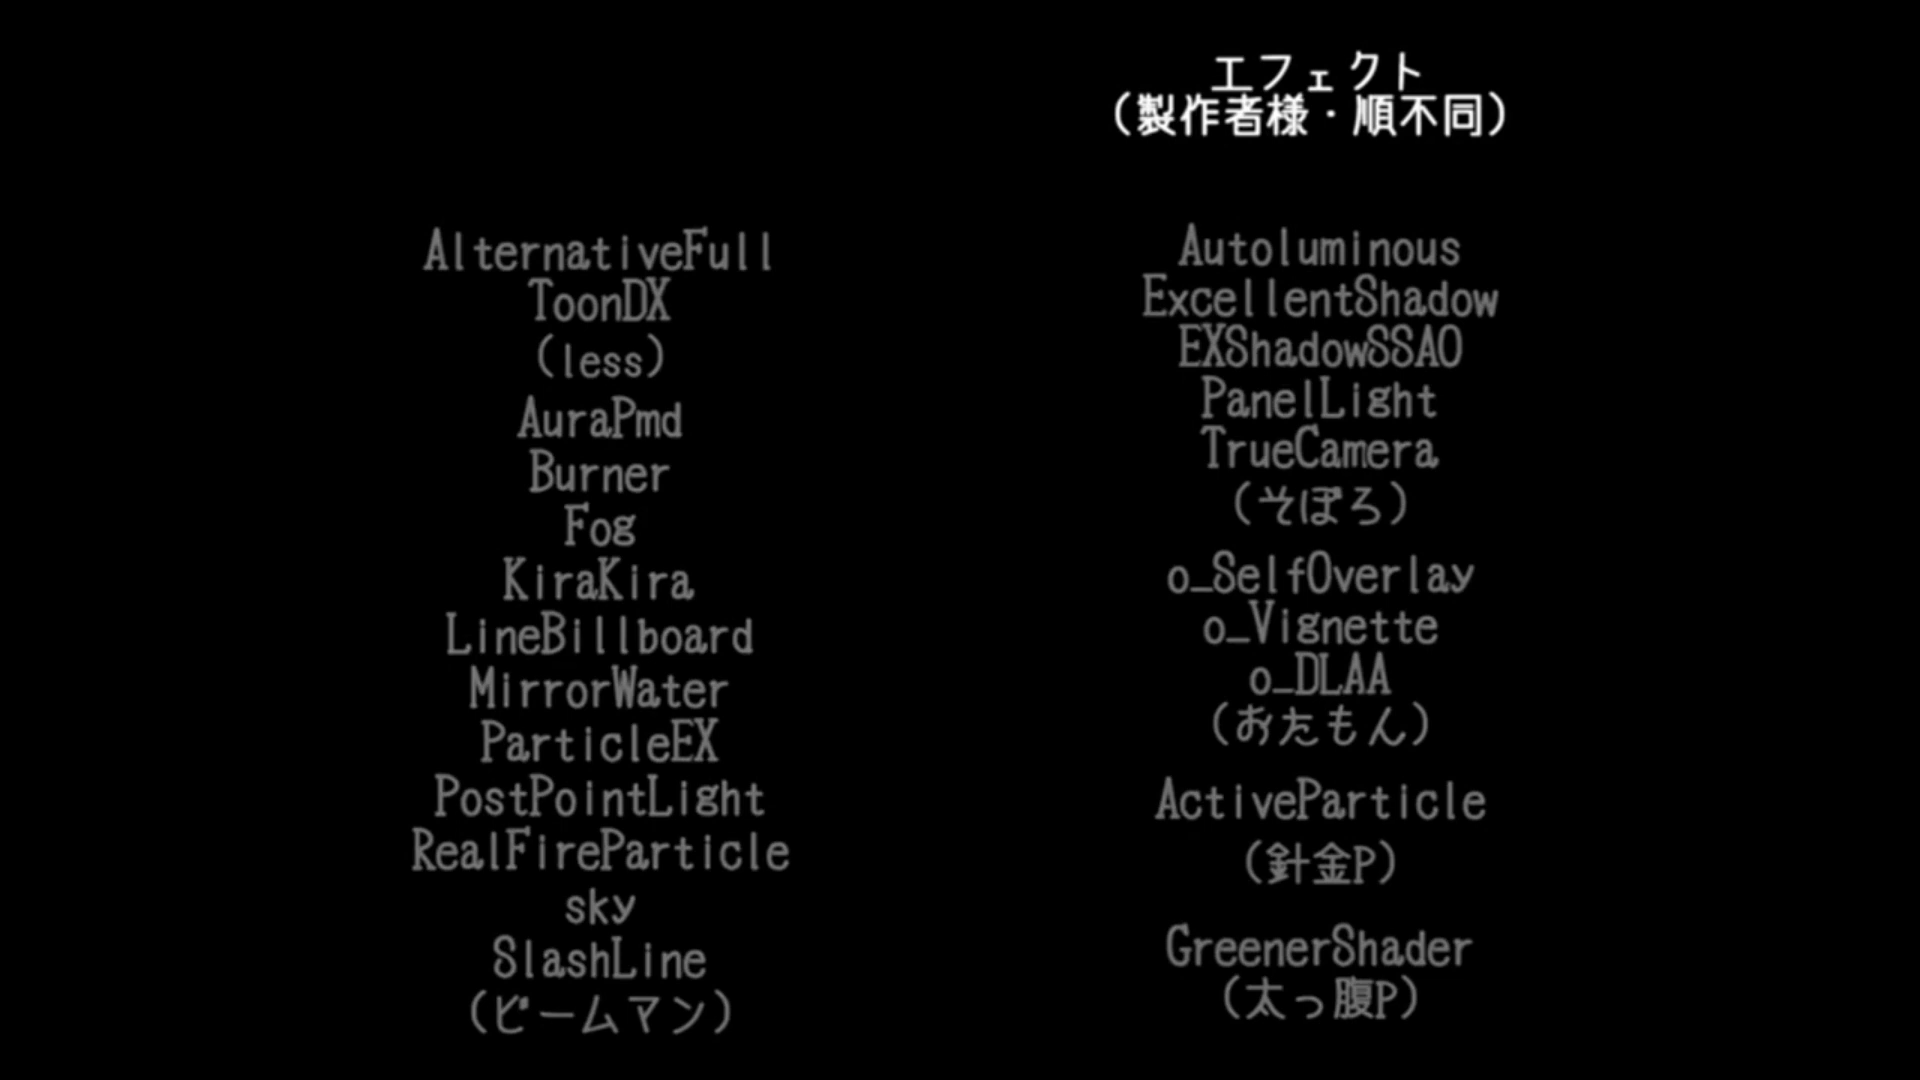 エフェクト
（製作者様・順不同）
AlternativeFull
ToonDX
（less）
AuraPmd
Burner
Fog
KiraKira
LineBillboard
MirrorWater
ParticleEX
PostPointLight
RealFireParticle
sky
SlashLine
（ビームマン）
Autoluminous
ExcellentShadow
EXShadowSSAO
PanelLight
TrueCamera
（そぼろ）
o_SelfOverlay
o_Vignette
o_DLAA
（おたもん）
ActiveParticle
（針金P）
GreenerShader
（太っ腹P）